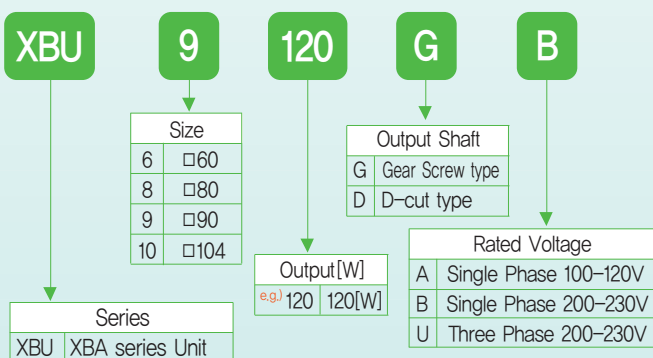 XBU 9 120 G B
Size
6 □60
8 □80
9 □90
10 □104
Output Shaft
G Gear Screw type
D D-cut type
Output[W]
e.g.) 120 120[W]
Rated Voltage
A Single Phase 100-120V
B Single Phase 200-230V
U Three Phase 200-230V
Series
XBU XBA series Unit